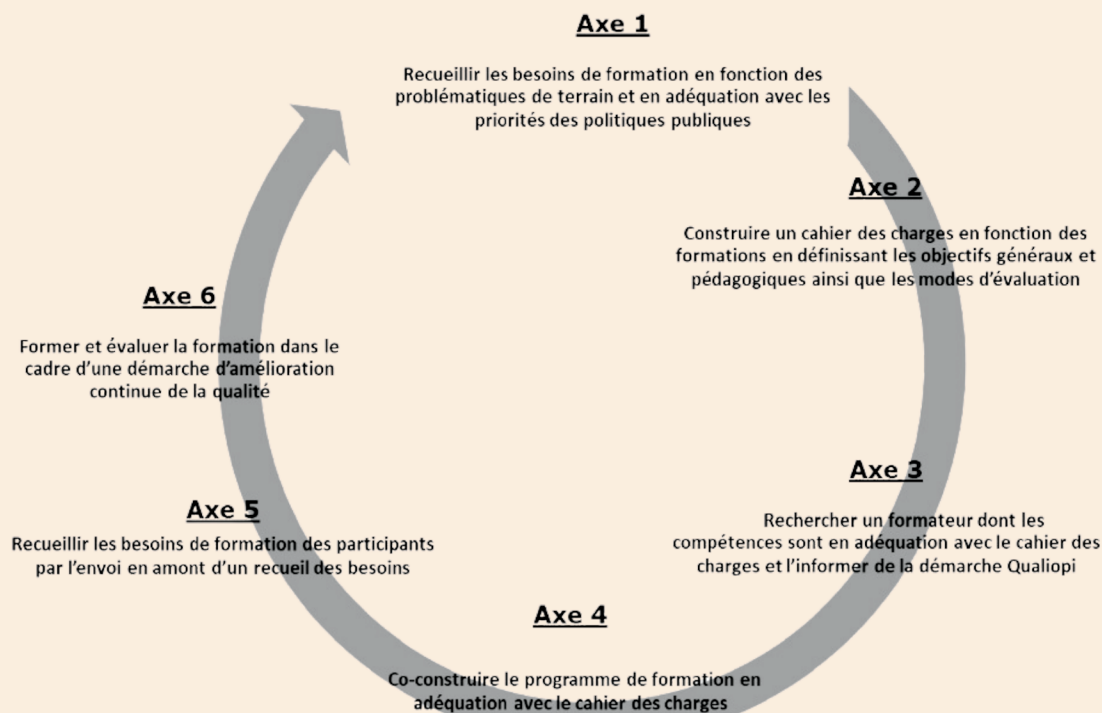 Axe 1
Recueillir les besoins de formation en fonction des
problématiques de terrain et en adéquation avec les
priorités des politiques publiques
Axe 2
Construire un cahier des charges en fonction des
formations en définissant les objectifs généraux et
pédagogiques ainsi que les modes d'évaluation
Axe 3
Rechercher un formateur dont les
compétences sont en adéquation avec le cahier des
charges et l'informer de la démarche Qualiopi
Axe 4
Co-construire le programme de formation en
adéquation avec le cahier des charges
Axe 5
Recueillir les besoins de formation des participants
par l'envoi en amont d'un recueil des besoins
Axe 6
Former et évaluer la formation dans le
cadre d'une démarche d'amélioration
continue de la qualité